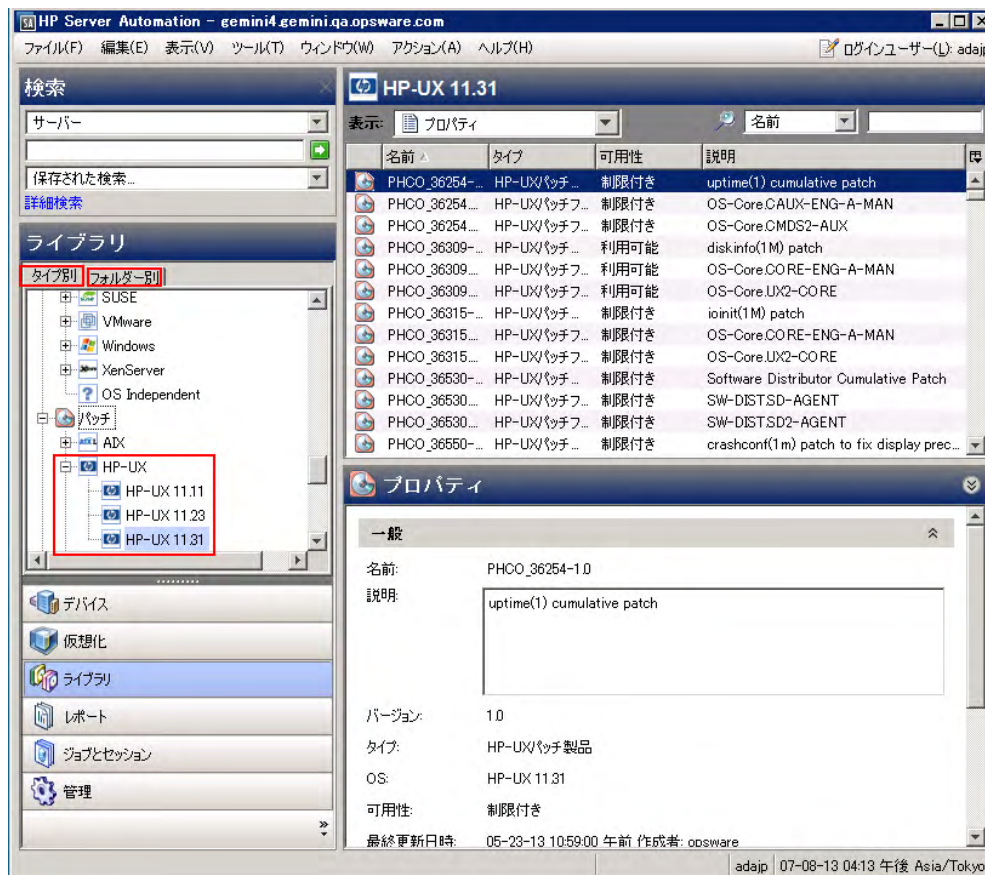 HP Server Automation - gemini4.gemini.qa.opsware.com
ファイル(F) 編集(E) 表示(V) ツール(T) ウィンドウ(W) アクション(A) ヘルプ(H) ログインユーザー(L): adajp
検索
サーバー
保存された検索...
詳細検索
ライブラリ
タイプ別 フォルダー別
SUSE
VMware
Windows
XenServer
OS Independent
パッチ
AIX
HP-UX
HP-UX 11.11
HP-UX 11.23
HP-UX 11.31
デバイス
仮想化
ライブラリ
レポート
ジョブとセッション
管理
HP-UX 11.31
表示: プロパティ 名前
名前 タイプ 可用性 説明
PHCO_36254-... HP-UXパッチ... 制限付き uptime(1) cumulative patch
PHCO_36254... HP-UXパッチフ... 制限付き OS-Core.CAUX-ENG-A-MAN
PHCO_36254... HP-UXパッチフ... 制限付き OS-Core.CMDS2-AUX
PHCO_36309-... HP-UXパッチ... 利用可能 diskinfo(1M) patch
PHCO_36309... HP-UXパッチフ... 利用可能 OS-Core.CORE-ENG-A-MAN
PHCO_36309... HP-UXパッチフ... 利用可能 OS-Core.UX2-CORE
PHCO_36315-... HP-UXパッチ... 制限付き ioinit(1M) patch
PHCO_36315... HP-UXパッチフ... 制限付き OS-Core.CORE-ENG-A-MAN
PHCO_36315... HP-UXパッチフ... 制限付き OS-Core.UX2-CORE
PHCO_36530-... HP-UXパッチ... 制限付き Software Distributor Cumulative Patch
PHCO_36530... HP-UXパッチフ... 制限付き SW-DIST.SD-AGENT
PHCO_36530... HP-UXパッチフ... 制限付き SW-DIST.SD2-AGENT
PHCO_36550-... HP-UXパッチ... 制限付き crashconf(1m) patch to fix display prec...
プロパティ
一般
名前: PHCO_36254-1.0
説明: uptime(1) cumulative patch
バージョン: 1.0
タイプ: HP-UXパッチ製品
OS: HP-UX 11.31
可用性: 制限付き
最終更新日時: 05-23-13 10:59:00 午前 作成者: opsware
adajp 07-08-13 04:13 午後 Asia/Tokyo